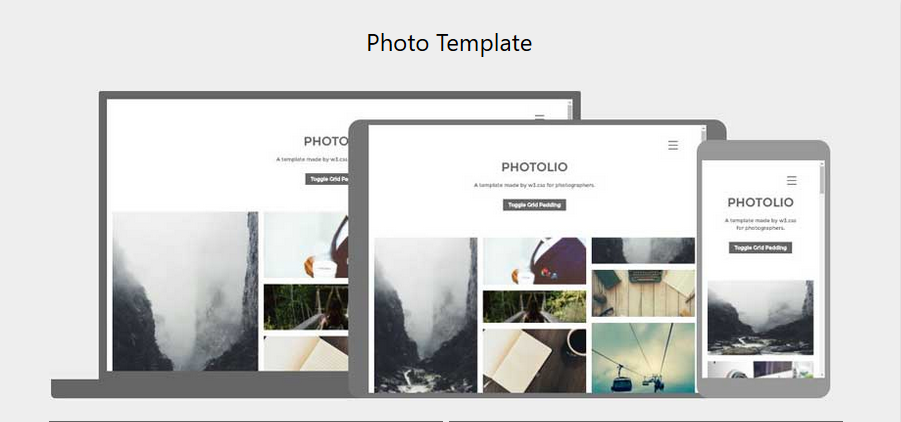 Photo Template
PHOTO
A template made by w3.css
Toggle Grid Pa
PHOTOLIO
A template made by w3.css for photographers.
Toggle Grid Padding
PHOTOLIO
A template made by w3.css
for photographers.
Toggle Grid Padding